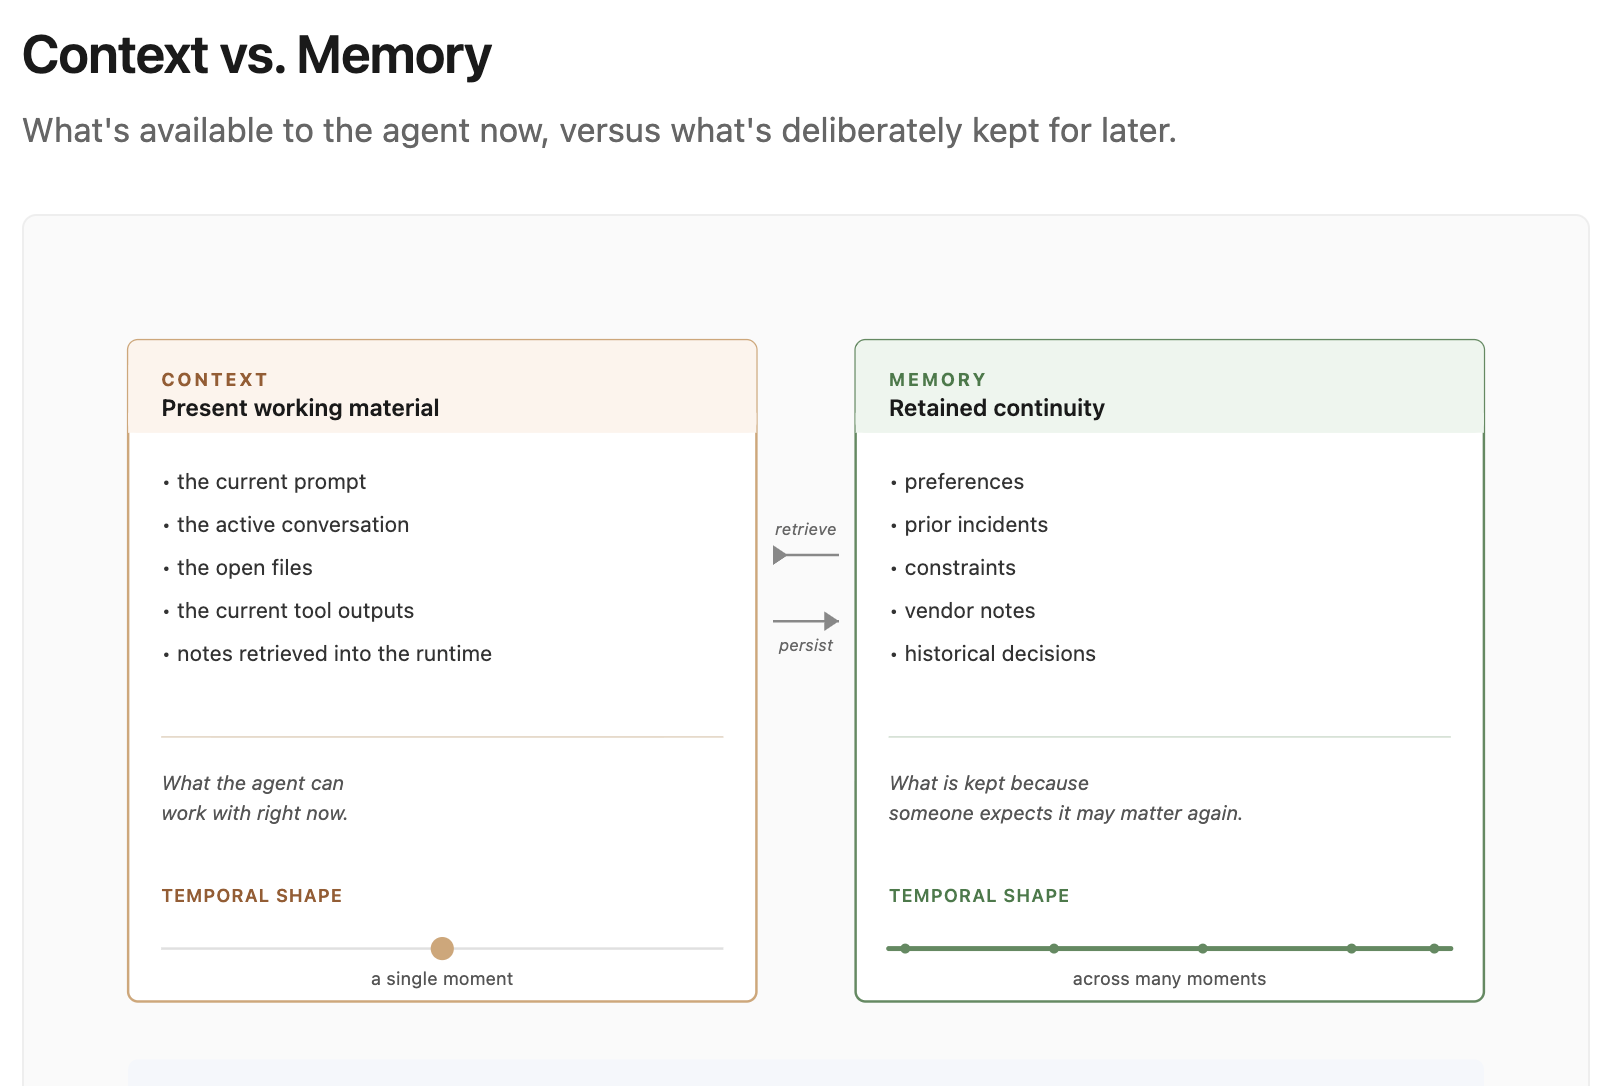 Context vs. Memory
What's available to the agent now, versus what's deliberately kept for later.
CONTEXT
Present working material
• the current prompt
• the active conversation
• the open files
• the current tool outputs
• notes retrieved into the runtime
What the agent can
work with right now.
TEMPORAL SHAPE
a single moment
retrieve
persist
MEMORY
Retained continuity
• preferences
• prior incidents
• constraints
• vendor notes
• historical decisions
What is kept because
someone expects it may matter again.
TEMPORAL SHAPE
across many moments